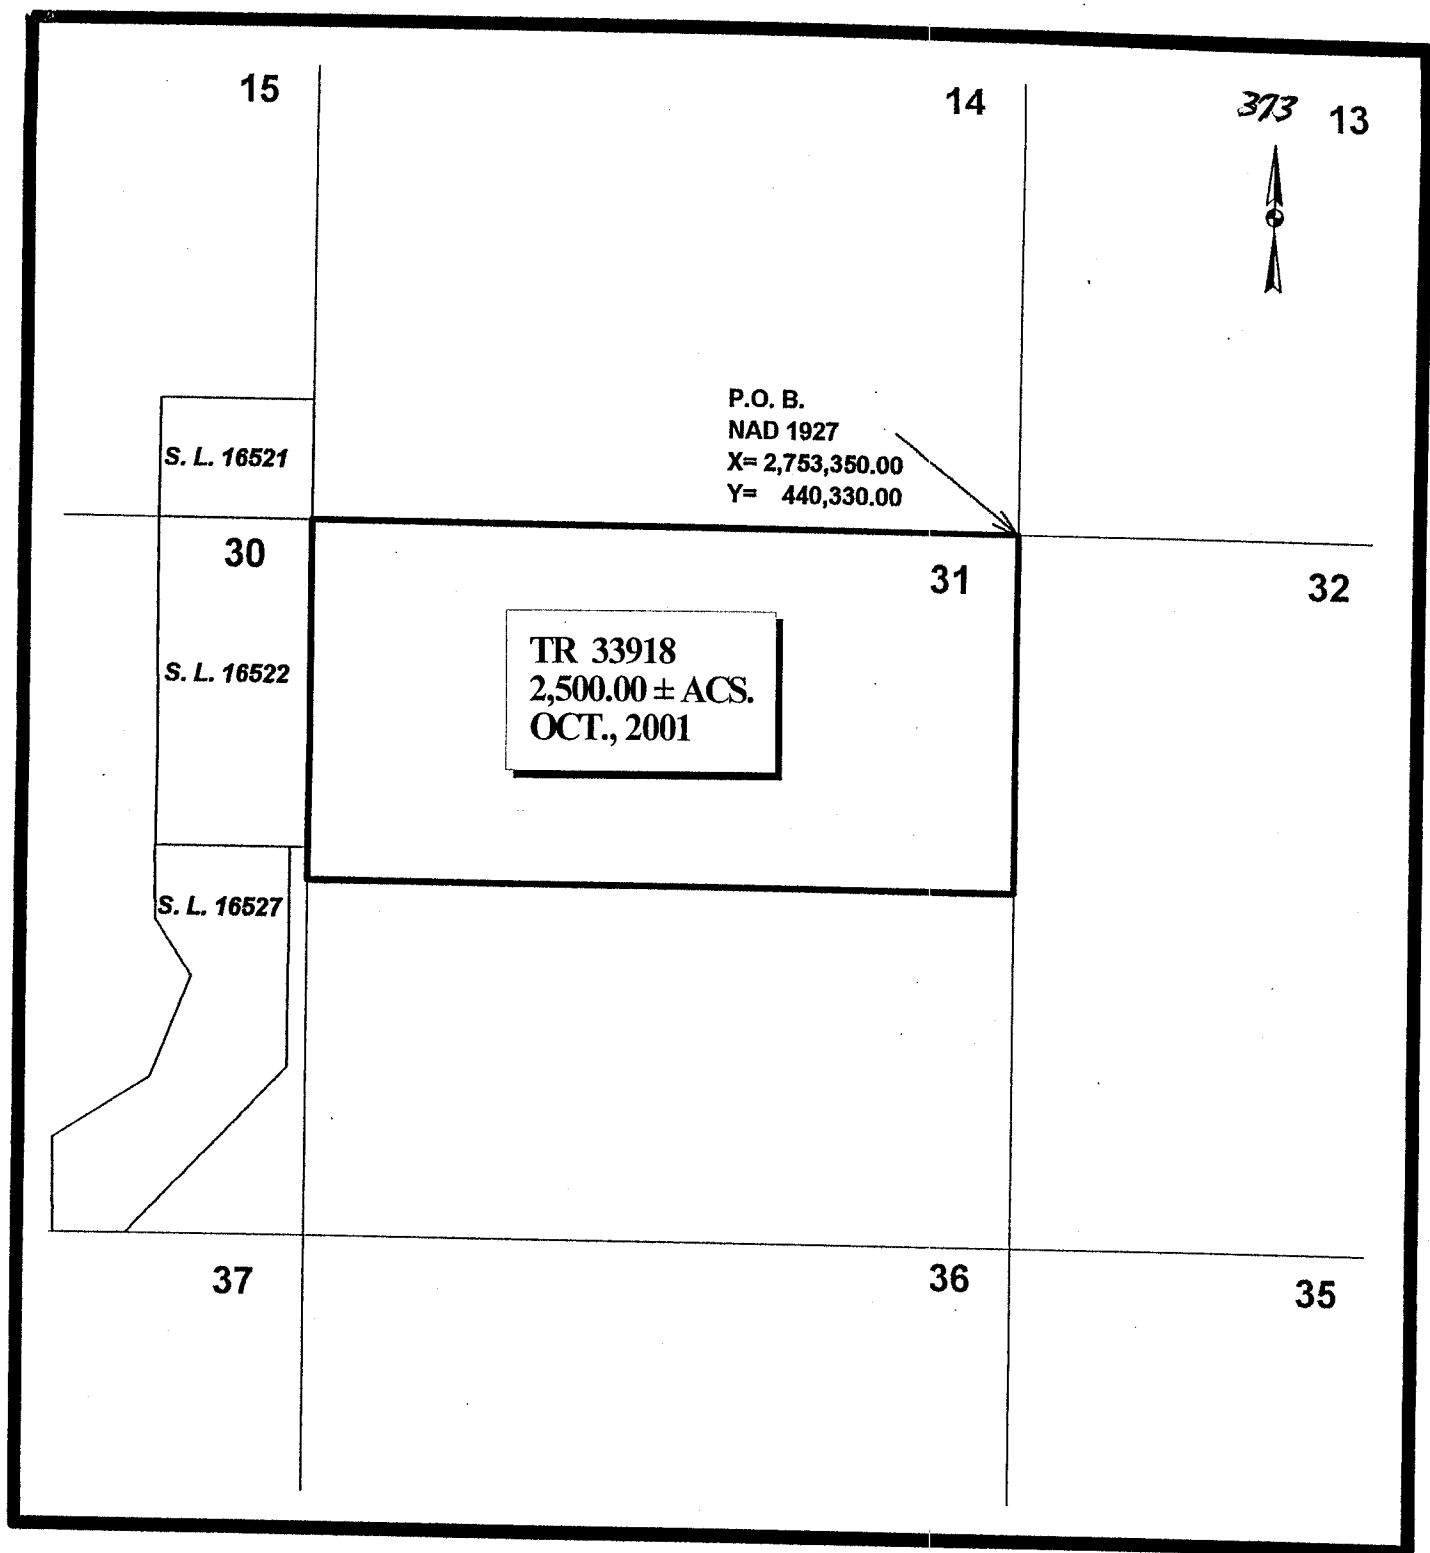 15
14
373
13
P.O. B.
NAD 1927
X= 2,753,350.00
Y= 440,330.00
S. L. 16521
30
31
32
TR 33918
2,500.00 ± ACS.
OCT., 2001
S. L. 16522
S. L. 16527
37
36
35